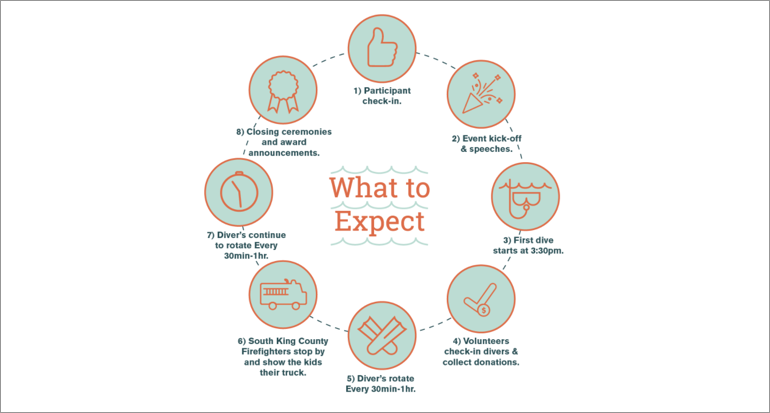 What to
Expect
1) Participant
check-in.
2) Event kick-off
& speeches.
3) First dive
starts at 3:30pm.
4) Volunteers
check-in divers &
collect donations.
$
5) Diver's rotate
Every 30min-1hr.
6) South King County
Firefighters stop by
and show the kids
their truck.
7) Diver's continue
to rotate Every
30min-1hr.
8) Closing ceremonies
and award
announcements.